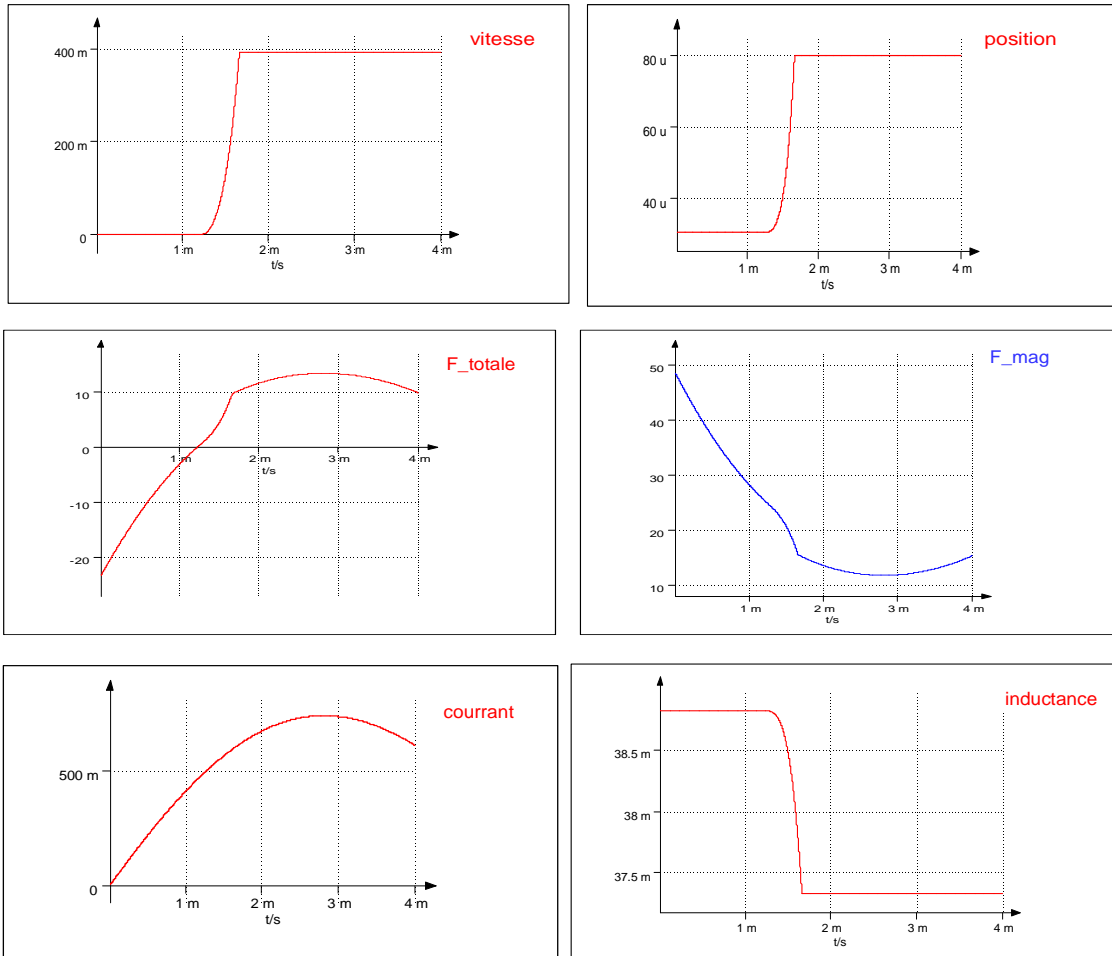 vitesse
400 m
200 m
0
1 m
2 m
3 m
4 m
t/s
position
80 u
60 u
40 u
1 m
2 m
3 m
4 m
t/s
F_totale
10
0
-10
-20
1 m
2 m
3 m
4 m
t/s
F_mag
50
40
30
20
10
1 m
2 m
3 m
4 m
t/s
courrant
500 m
0
1 m
2 m
3 m
4 m
t/s
inductance
38.5 m
38 m
37.5 m
1 m
2 m
3 m
4 m
t/s